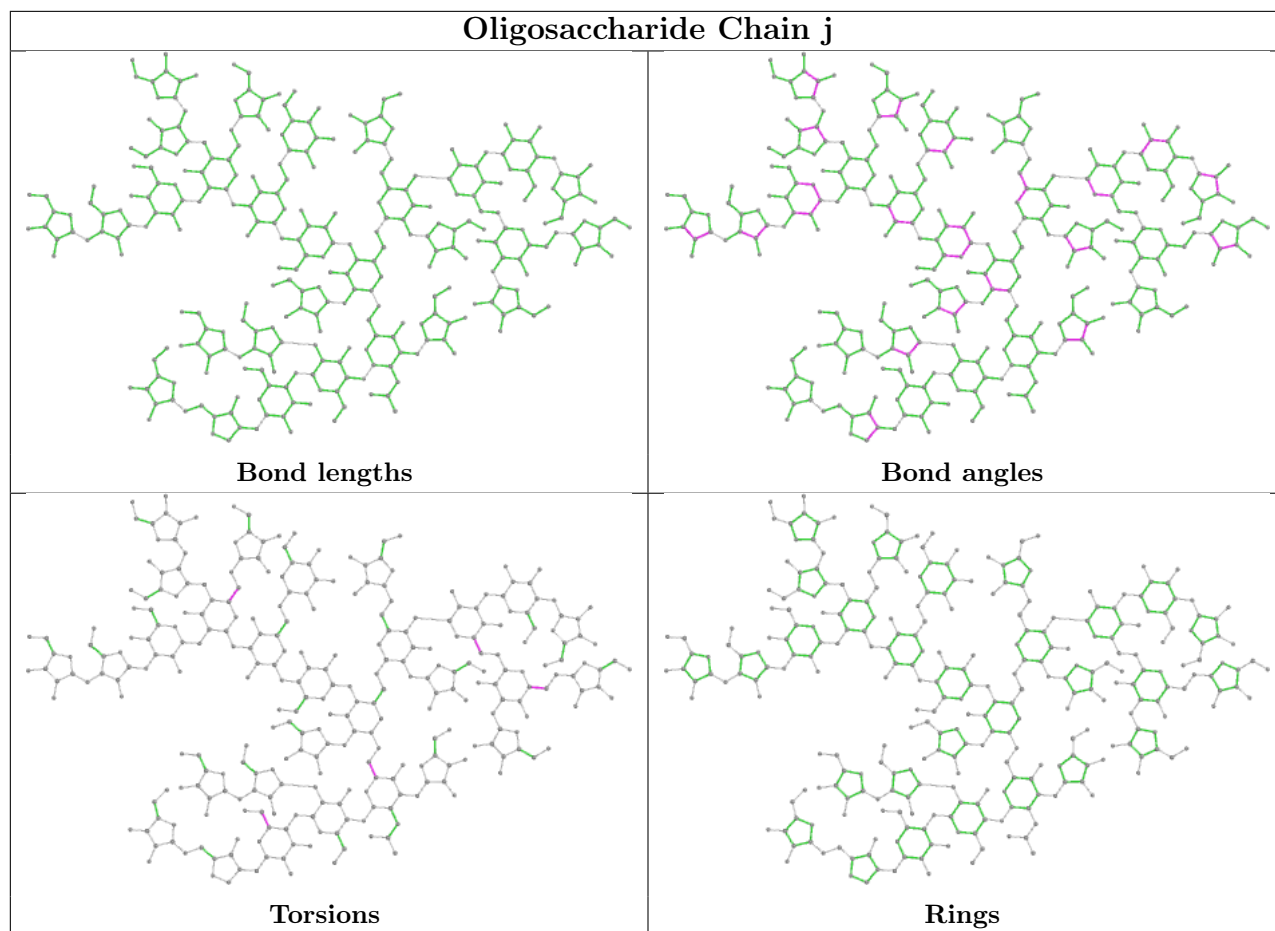 Oligosaccharide Chain j
Bond lengths
Bond angles
Torsions
Rings